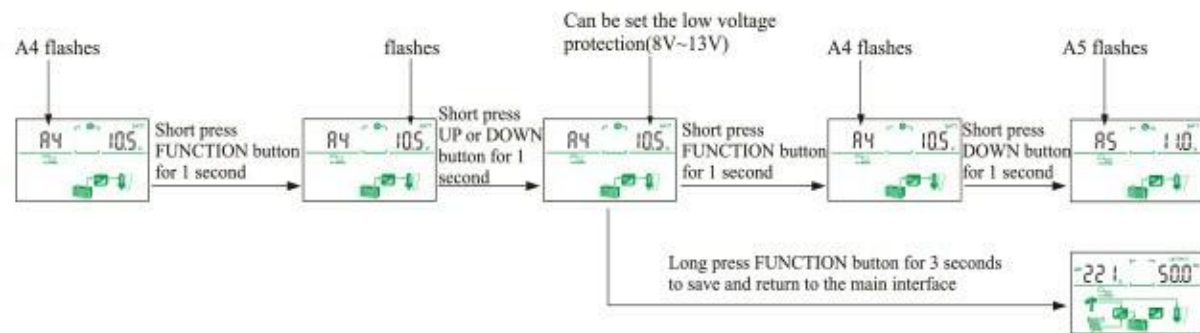 Can be set the low voltage
protection(8V~13V)
A4 flashes
flashes
A4 flashes
A5 flashes
A4 10.5
Short press
FUNCTION button
for 1 second
A4 10.5
Short press
UP or DOWN
button for 1
second
A4 10.5
Short press
FUNCTION button
for 1 second
A4 10.5
Short press
DOWN button
for 1 second
A5 11.0
Long press FUNCTION button for 3 seconds
to save and return to the main interface
221 50.0